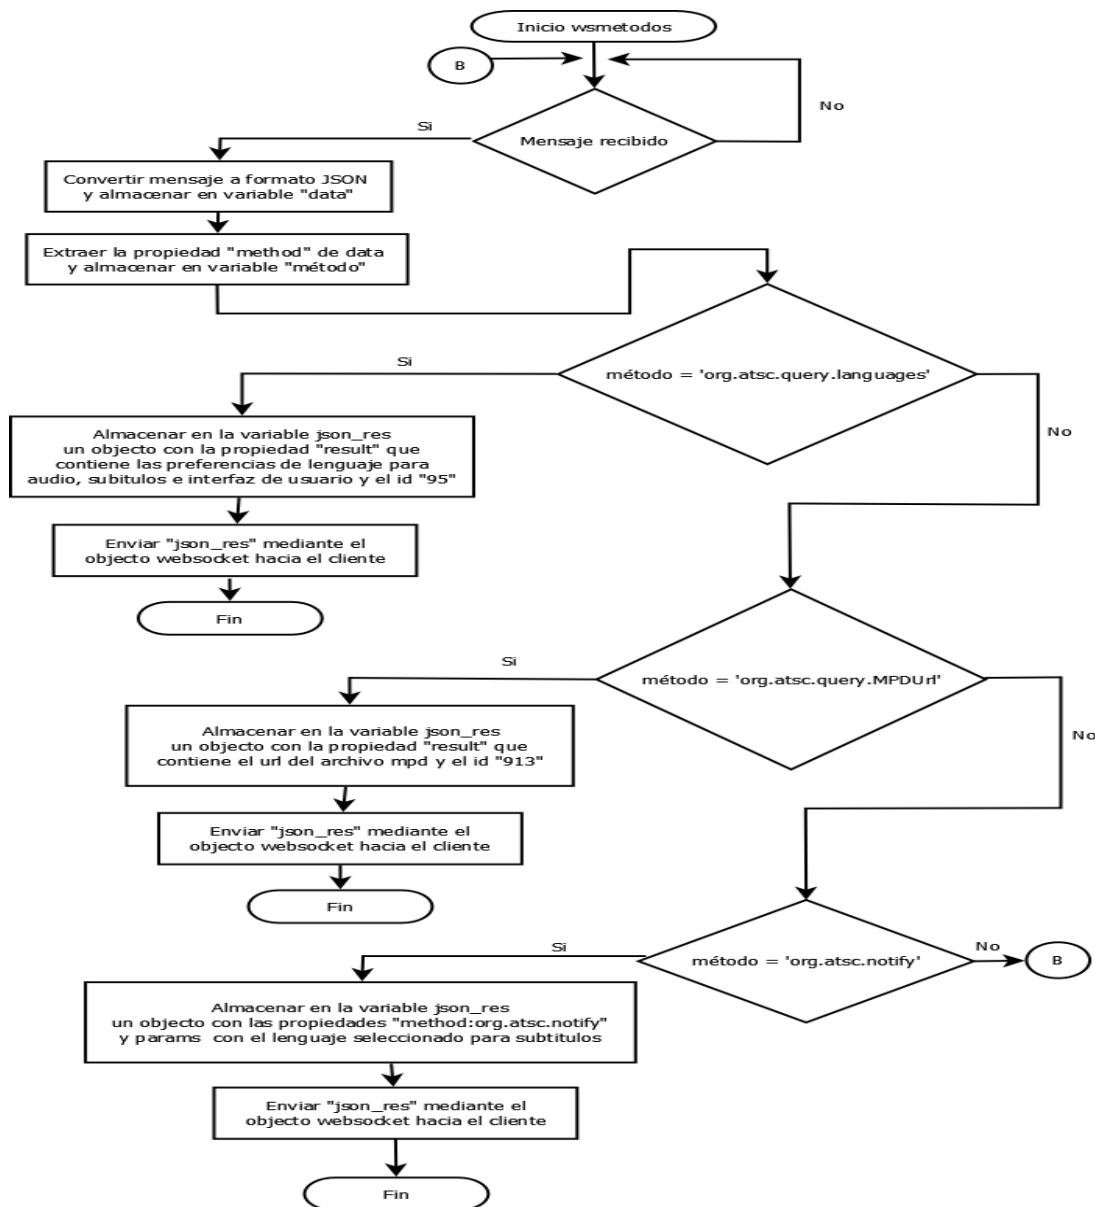 Inicio wsmetodos
B
No
Si
Mensaje recibido
Convertir mensaje a formato JSON
y almacenar en variable "data"
Extraer la propiedad "method" de data
y almacenar en variable "método"
Si
método = 'org.atsc.query.languages'
No
Almacenar en la variable json_res
un objecto con la propiedad "result" que
contiene las preferencias de lenguaje para
audio, subitulos e interfaz de usuario y el id "95"
Enviar "json_res" mediante el
objecto websocket hacia el cliente
Fin
Si
método = 'org.atsc.query.MPDUrl'
No
Almacenar en la variable json_res
un objecto con la propiedad "result" que
contiene el url del archivo mpd y el id "913"
Enviar "json_res" mediante el
objecto websocket hacia el cliente
Fin
Si
método = 'org.atsc.notify'
No
B
Almacenar en la variable json_res
un objecto con las propiedades "method:org.atsc.notify"
y params con el lenguaje seleccionado para subtitulos
Enviar "json_res" mediante el
objecto websocket hacia el cliente
Fin